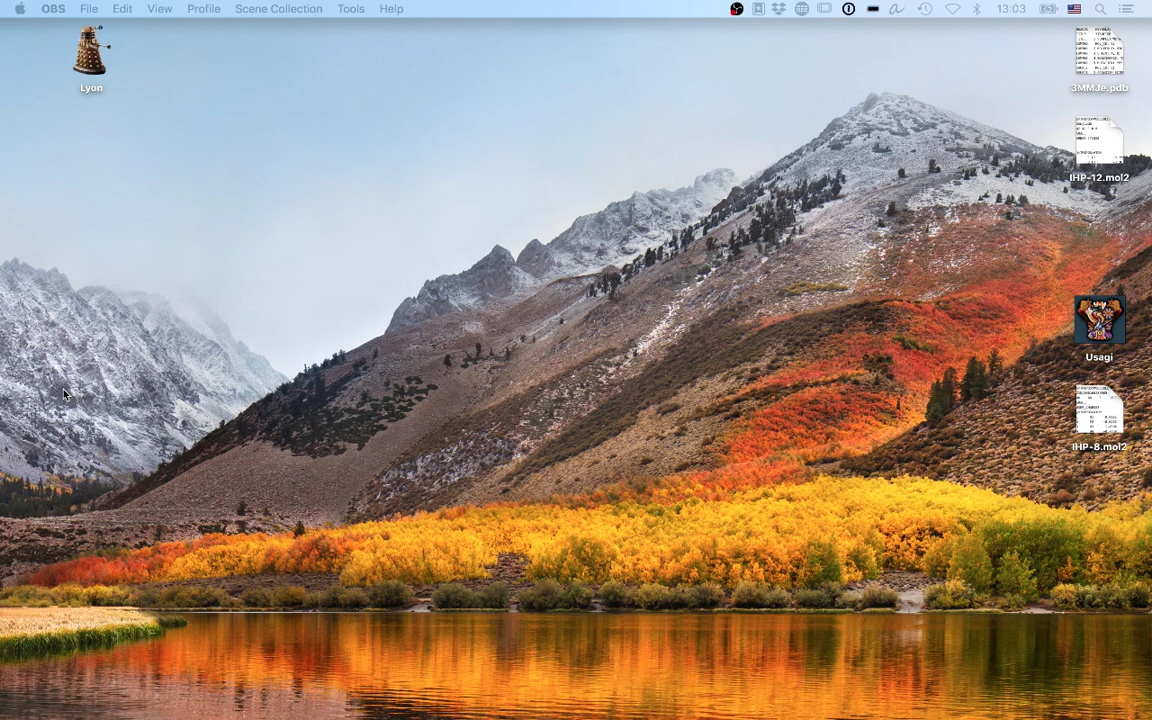 OBS File Edit View Profile Scene Collection Tools Help 13:03
Lyon
3MMJe.pdb
IHP-12.mol2
Usagi
IHP-8.mol2